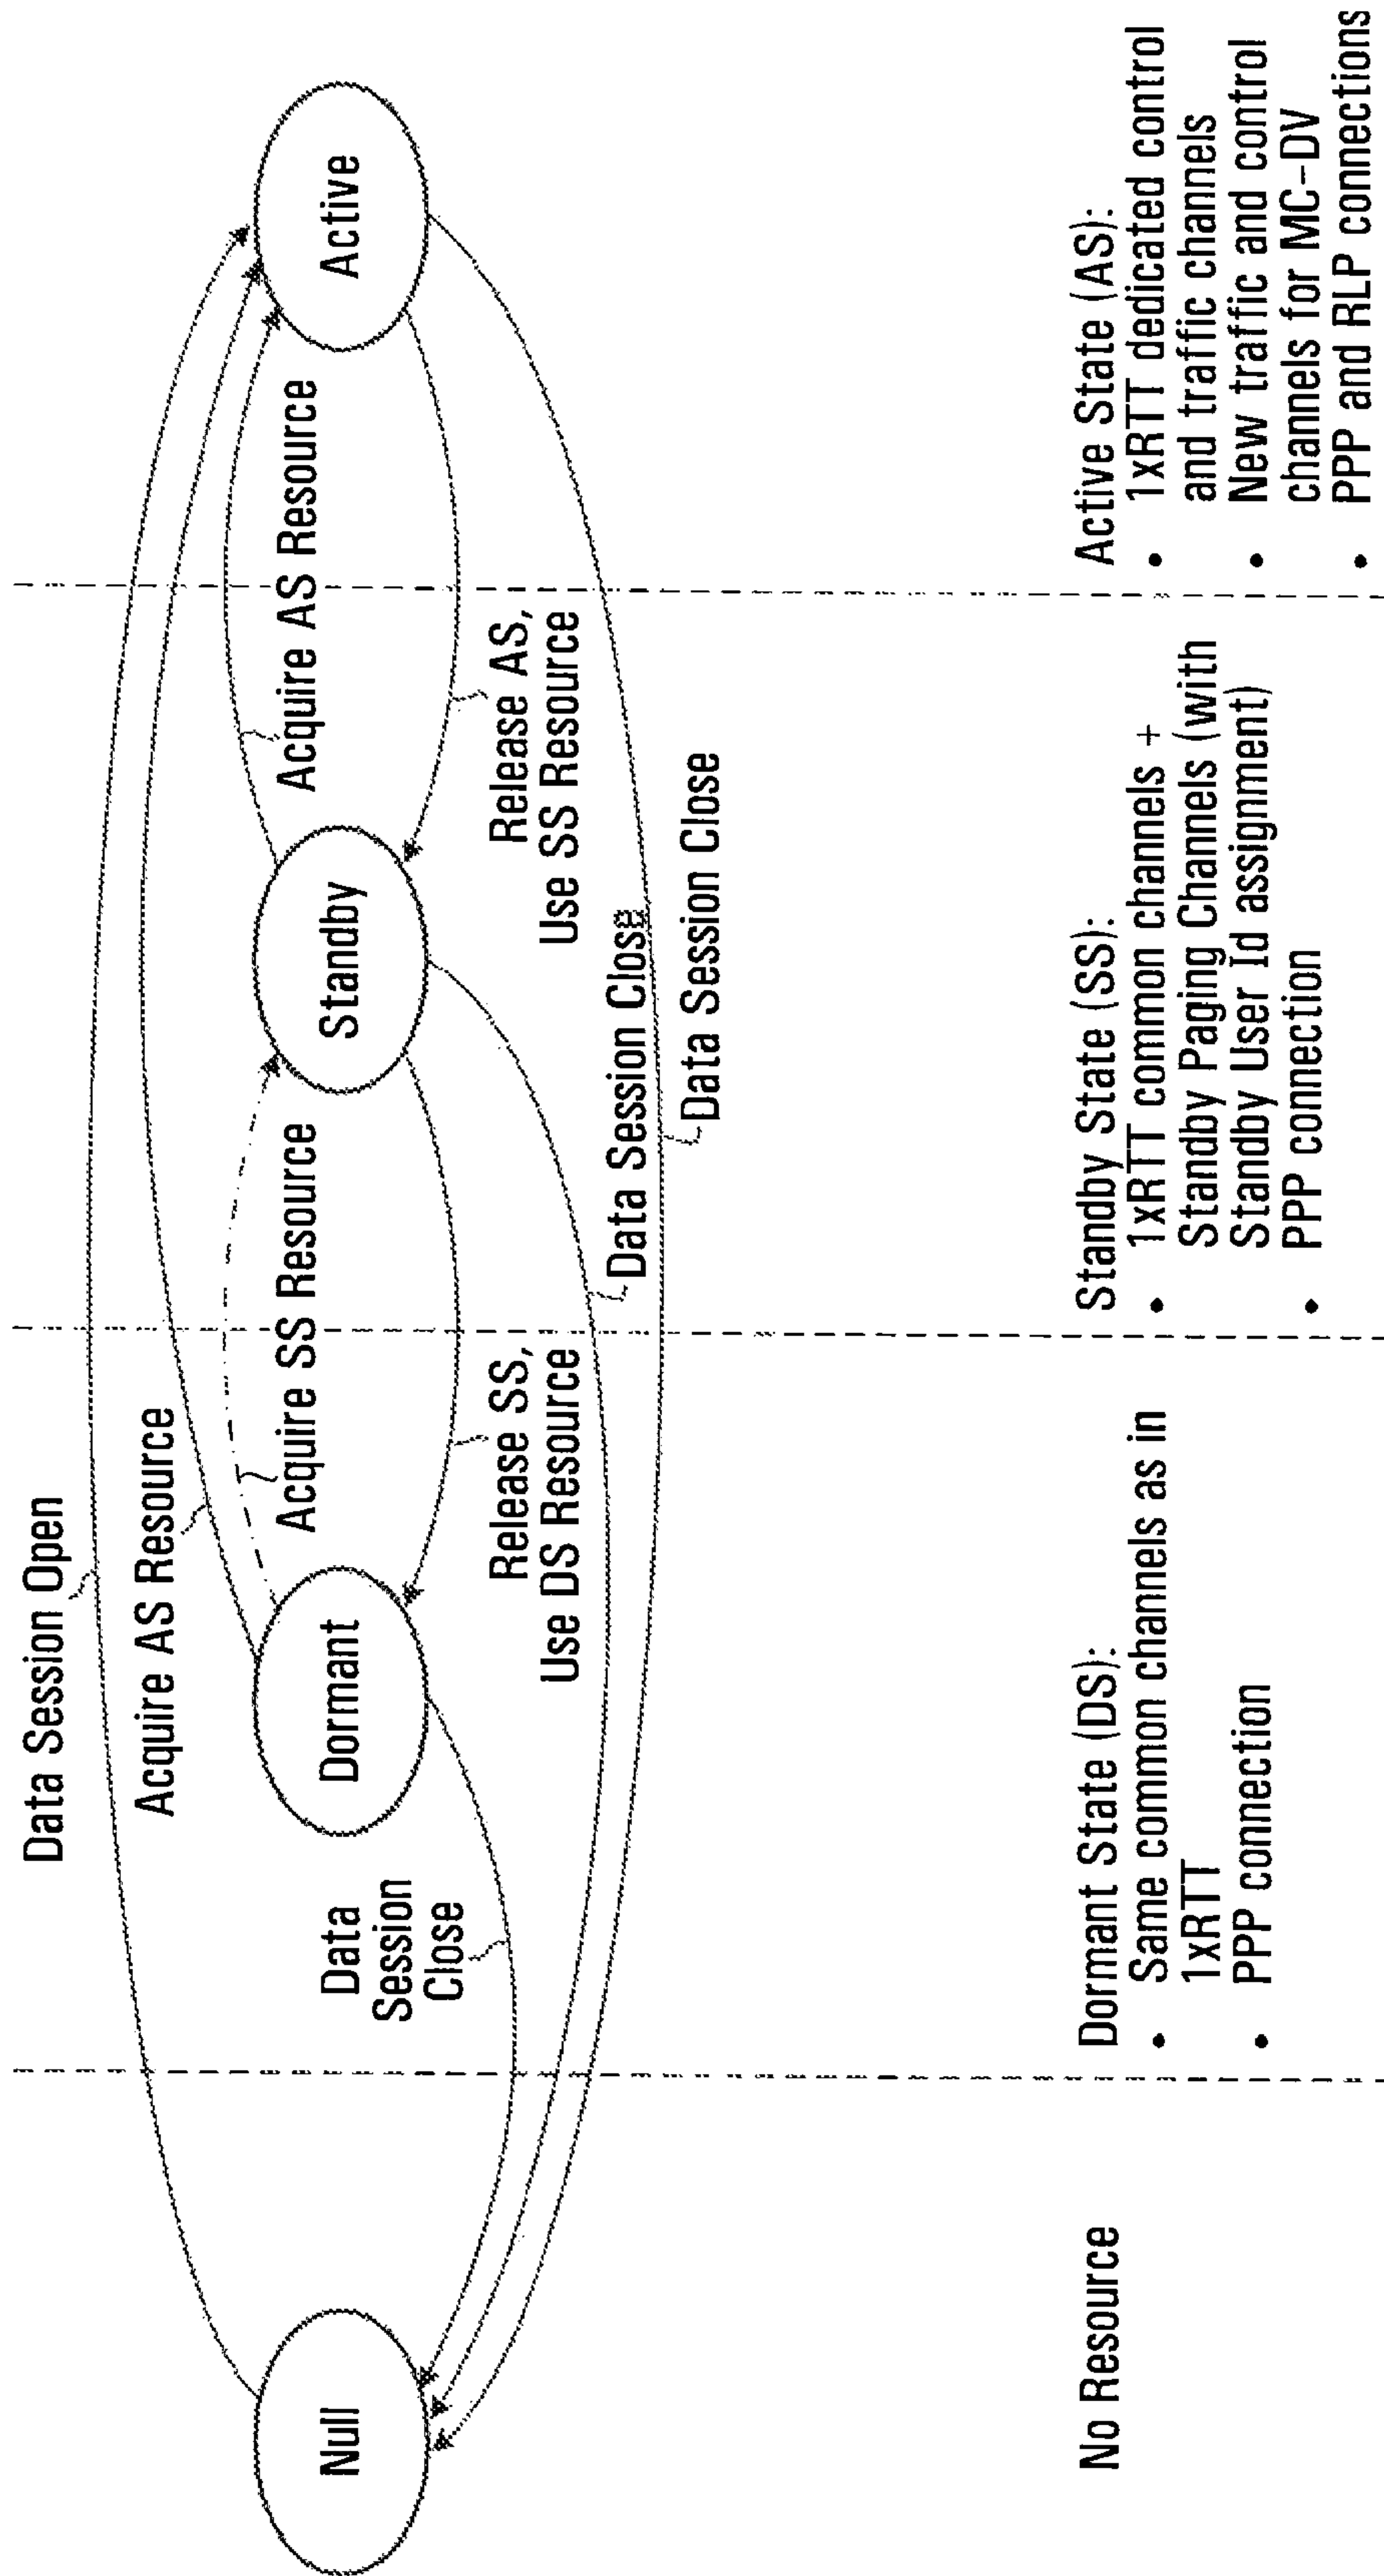 Data Session Open
Acquire AS Resource
Null
Dormant
Standby
Active
Data
Session
Close
Acquire SS Resource
Acquire AS Resource
Release SS,
Use DS Resource
Release AS,
Use SS Resource
Data Session Close
Data Session Close
No Resource
Dormant State (DS):
• Same common channels as in
1xRTT
• PPP connection
Standby State (SS):
• 1xRTT common channels +
Standby Paging Channels (with
Standby User Id assignment)
• PPP connection
Active State (AS):
• 1xRTT dedicated control
and traffic channels
• New traffic and control
channels for MC-DV
• PPP and RLP connections